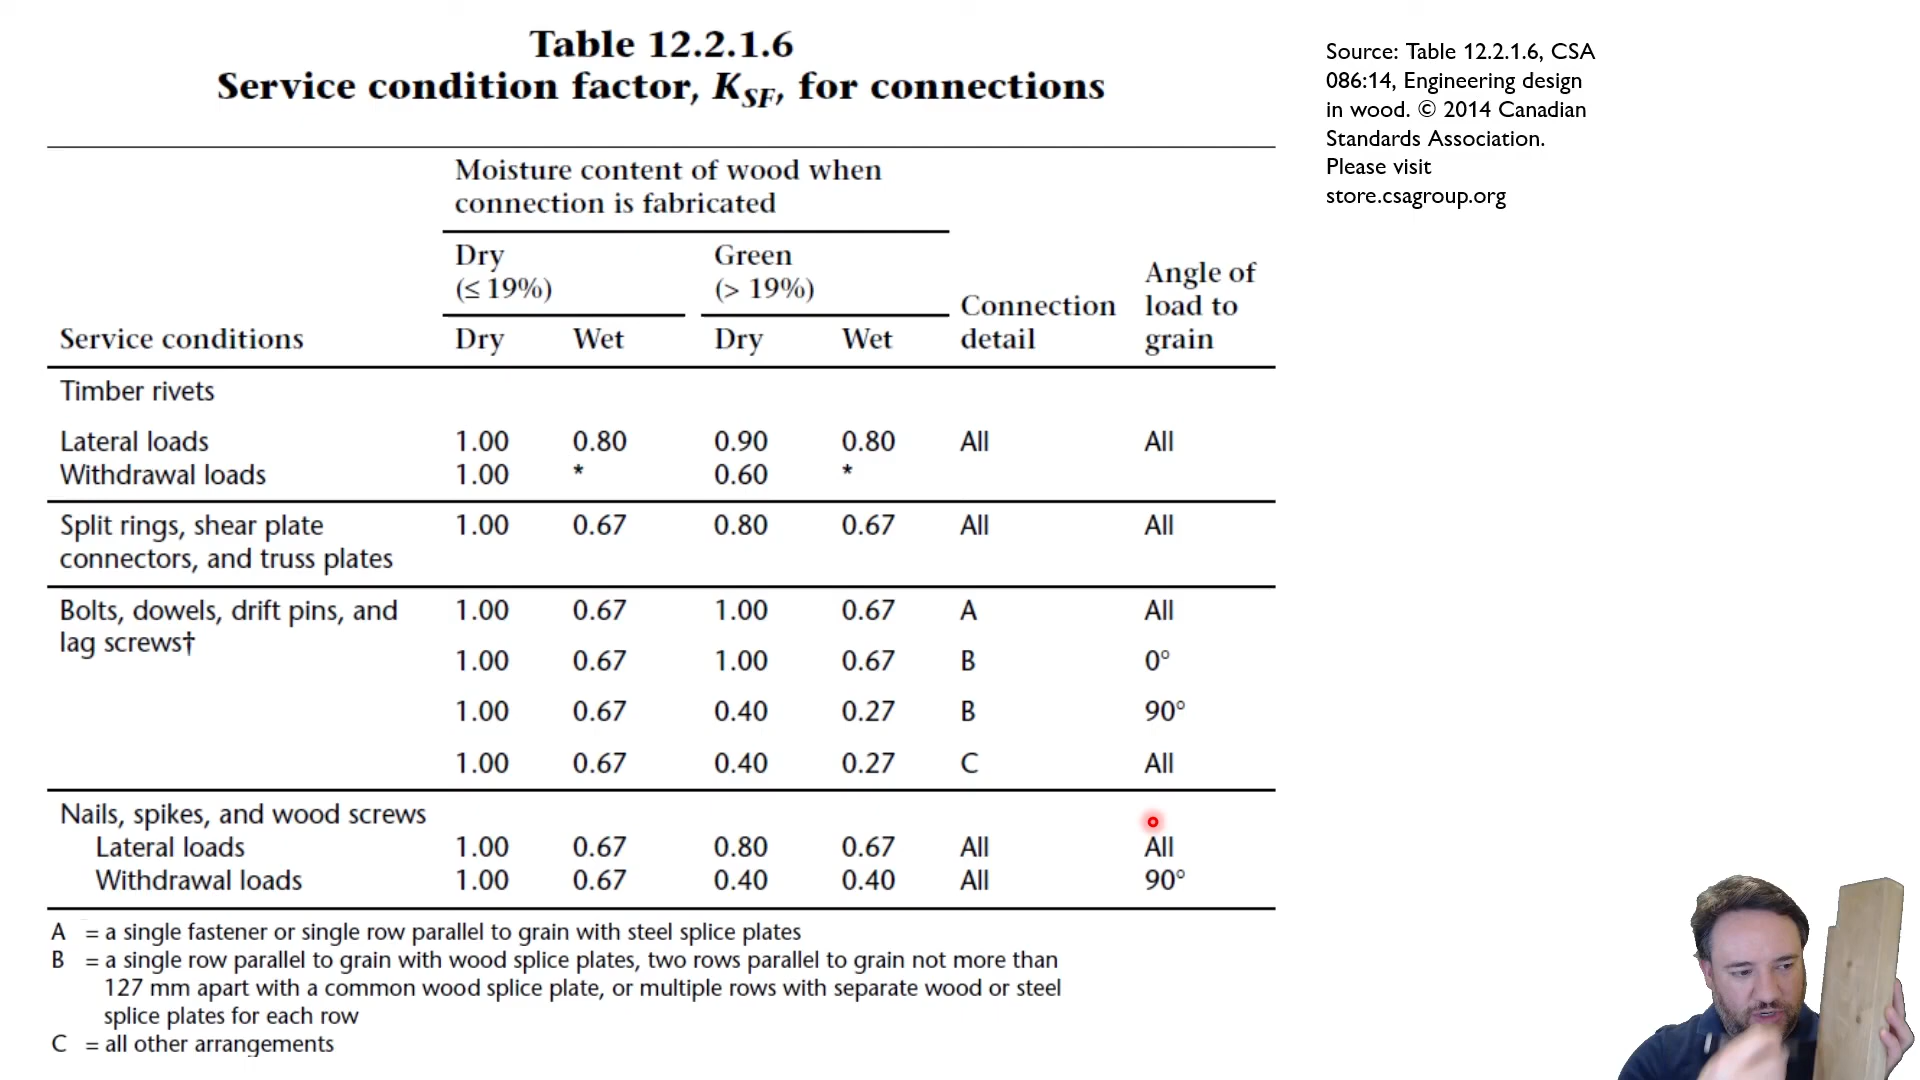 Table 12.2.1.6
Service condition factor, KSF, for connections
Source: Table 12.2.1.6, CSA
086:14, Engineering design
in wood. © 2014 Canadian
Standards Association.
Please visit
store.csagroup.org
Moisture content of wood when
connection is fabricated
Dry
(≤ 19%)
Green
(> 19%)
Connection
detail
Angle of
load to
grain
Service conditions Dry Wet Dry Wet
Timber rivets
Lateral loads 1.00 0.80 0.90 0.80 All All
Withdrawal loads 1.00 * 0.60 *
Split rings, shear plate 1.00 0.67 0.80 0.67 All All
connectors, and truss plates
Bolts, dowels, drift pins, and 1.00 0.67 1.00 0.67 A All
lag screws†
1.00 0.67 1.00 0.67 B 0°
1.00 0.67 0.40 0.27 B 90°
1.00 0.67 0.40 0.27 C All
Nails, spikes, and wood screws
Lateral loads 1.00 0.67 0.80 0.67 All All
Withdrawal loads 1.00 0.67 0.40 0.40 All 90°
A = a single fastener or single row parallel to grain with steel splice plates
B = a single row parallel to grain with wood splice plates, two rows parallel to grain not more than
127 mm apart with a common wood splice plate, or multiple rows with separate wood or steel
splice plates for each row
C = all other arrangements